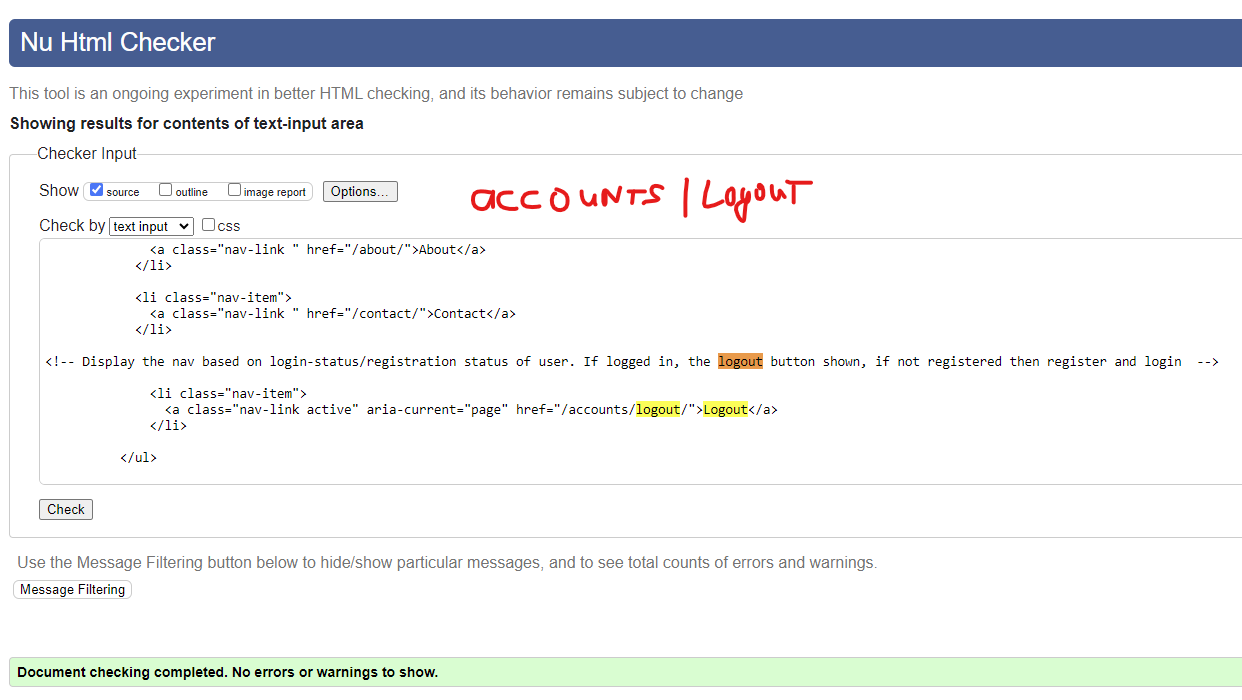 Nu Html Checker
This tool is an ongoing experiment in better HTML checking, and its behavior remains subject to change
Showing results for contents of text-input area
Checker Input
Show source outline image report Options...
ACCOUNTS | Logout
Check by text input css
<a class="nav-link " href="/about/">About</a>
</li>
<li class="nav-item">
<a class="nav-link " href="/contact/">Contact</a>
</li>
<!-- Display the nav based on login-status/registration status of user. If logged in, the logout button shown, if not registered then register and login  -->
<li class="nav-item">
<a class="nav-link active" aria-current="page" href="/accounts/logout/">Logout</a>
</li>
</ul>
Check
Use the Message Filtering button below to hide/show particular messages, and to see total counts of errors and warnings.
Message Filtering
Document checking completed. No errors or warnings to show.